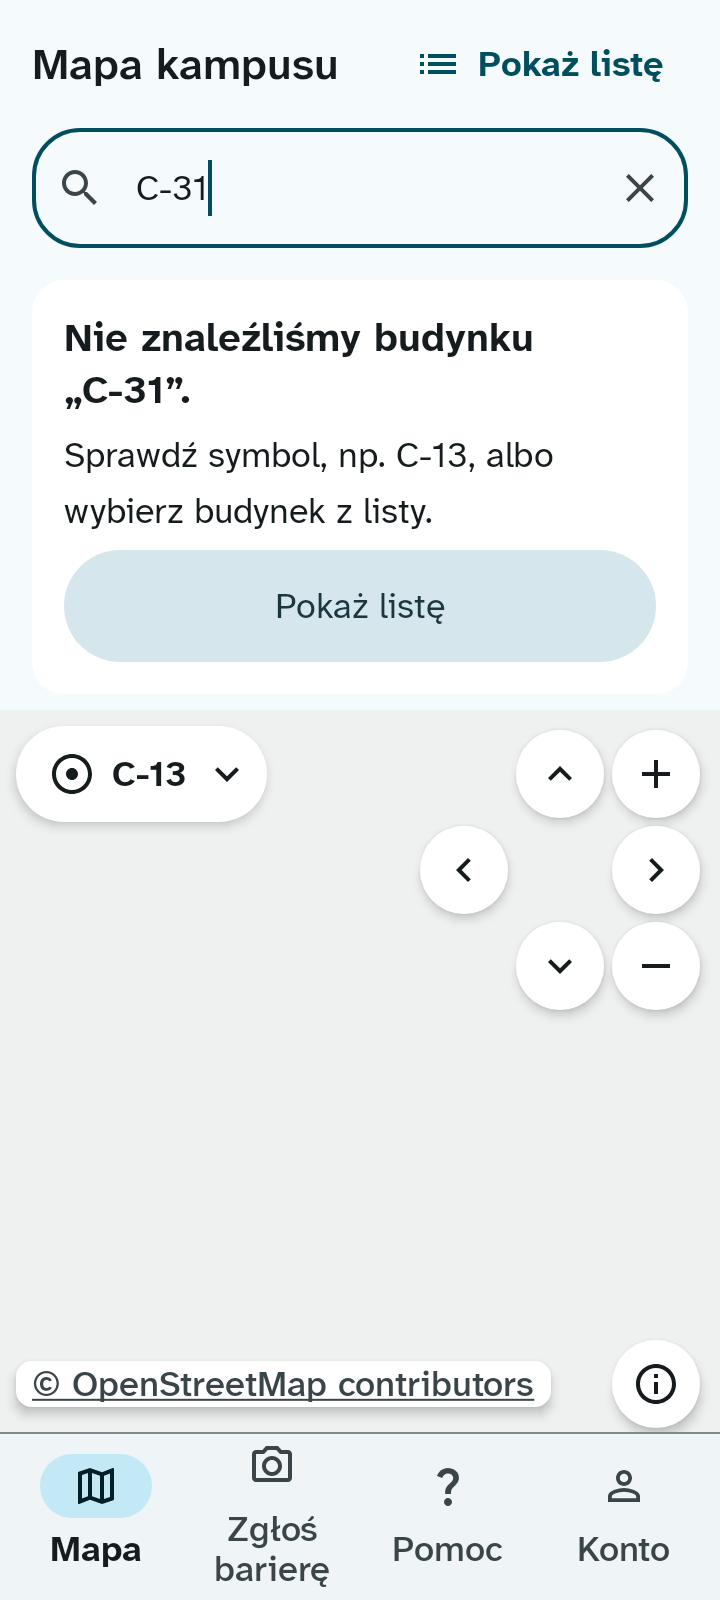 Mapa kampusu
Pokaż listę
C-31
Nie znaleźliśmy budynku
„C-31”.
Sprawdź symbol, np. C-13, albo
wybierz budynek z listy.
Pokaż listę
C-13
© OpenStreetMap contributors
Mapa
Zgłoś
barierę
Pomoc
Konto